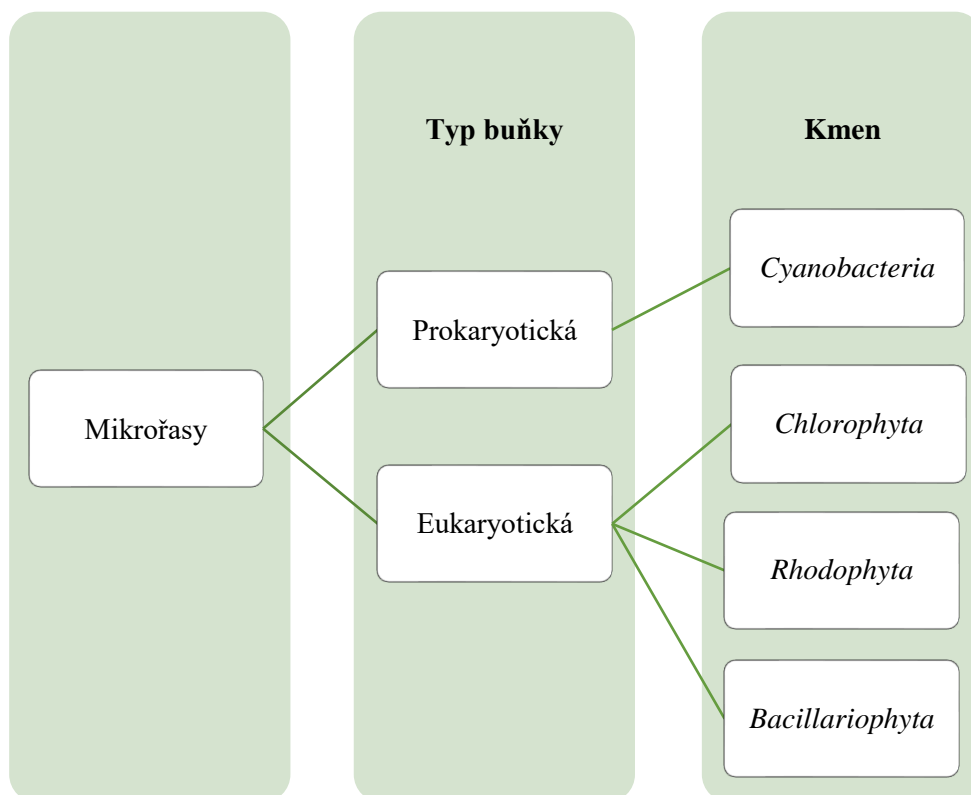 Typ buňky
Kmen
Mikrořasy
Prokaryotická
Eukaryotická
Cyanobacteria
Chlorophyta
Rhodophyta
Bacillariophyta